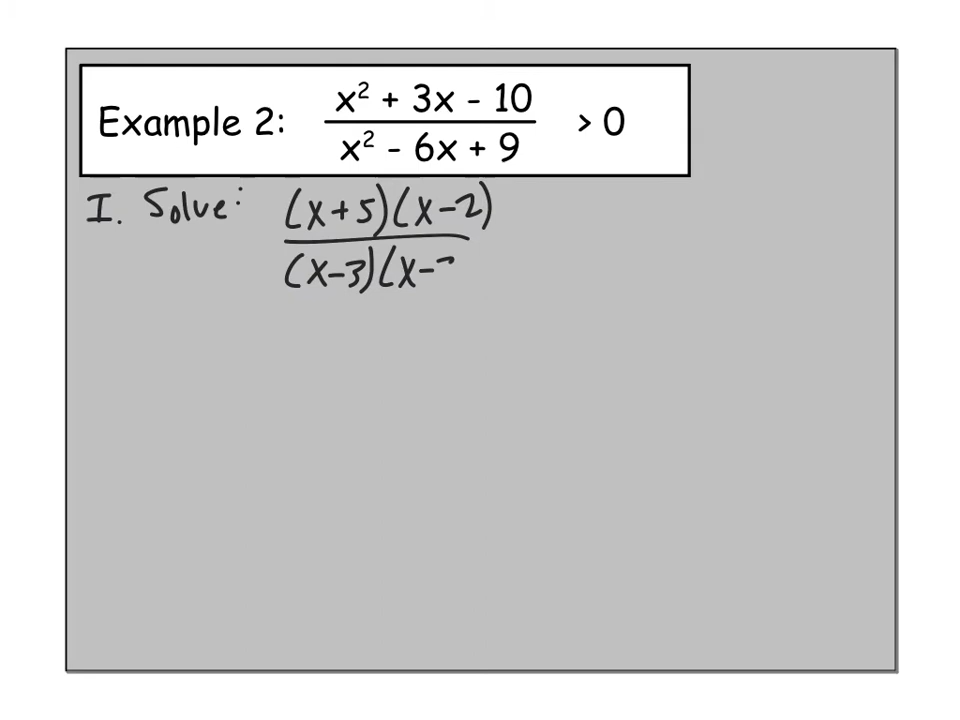 Example 2: x² + 3x - 10 > 0
x² - 6x + 9
I. Solve: (x+5)(x-2)
(x-3)(x-